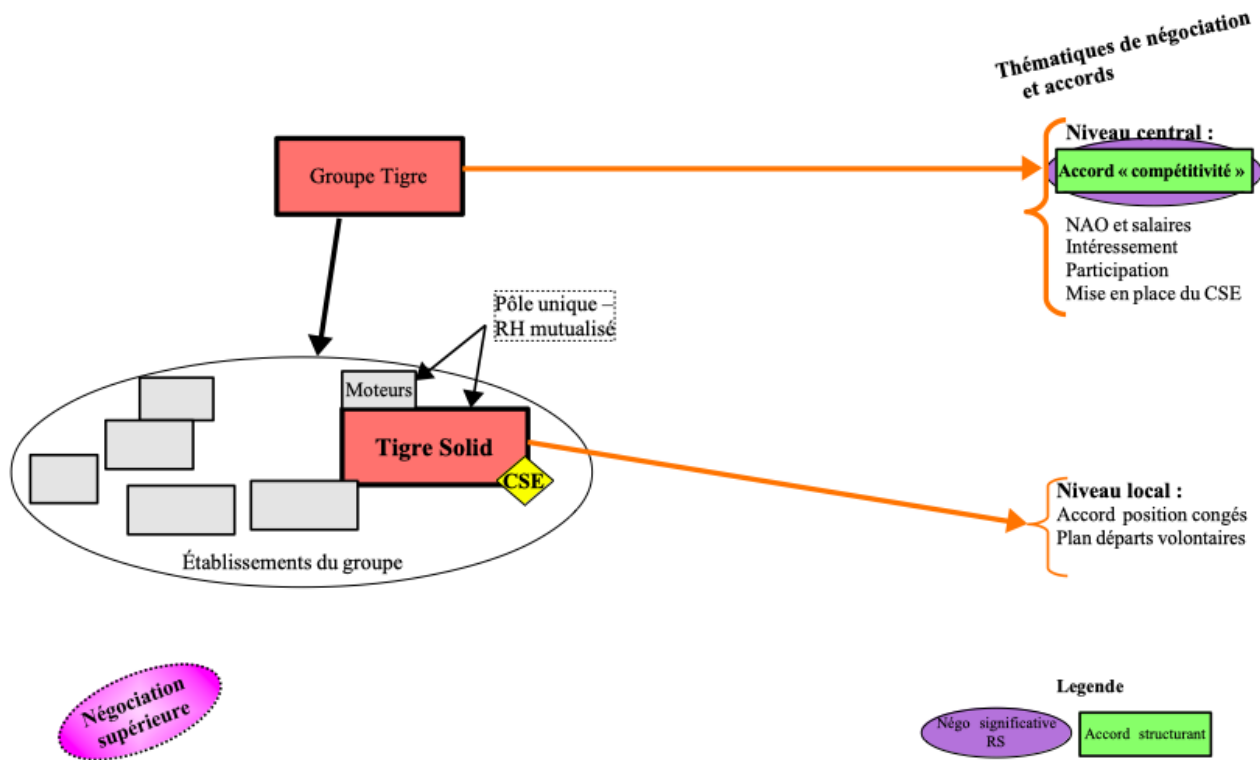 Thématiques de négociation
et accords
Groupe Tigre
Niveau central :
Accord « compétitivité »
NAO et salaires
Intéressement
Participation
Mise en place du CSE
Pôle unique –
RH mutualisé
Moteurs
Tigre Solid
CSE
Établissements du groupe
Niveau local :
Accord position congés
Plan départs volontaires
Négociation
supérieure
Legende
Négo significative
RS
Accord structurant